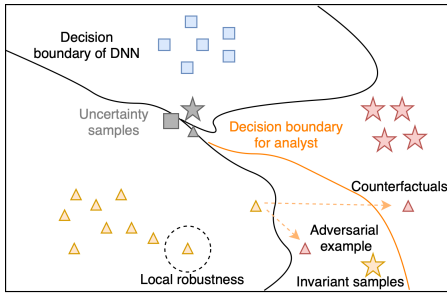 Decision
boundary of DNN
Uncertainty
samples
Decision boundary
for analyst
Counterfactuals
Adversarial
example
Local robustness
Invariant samples